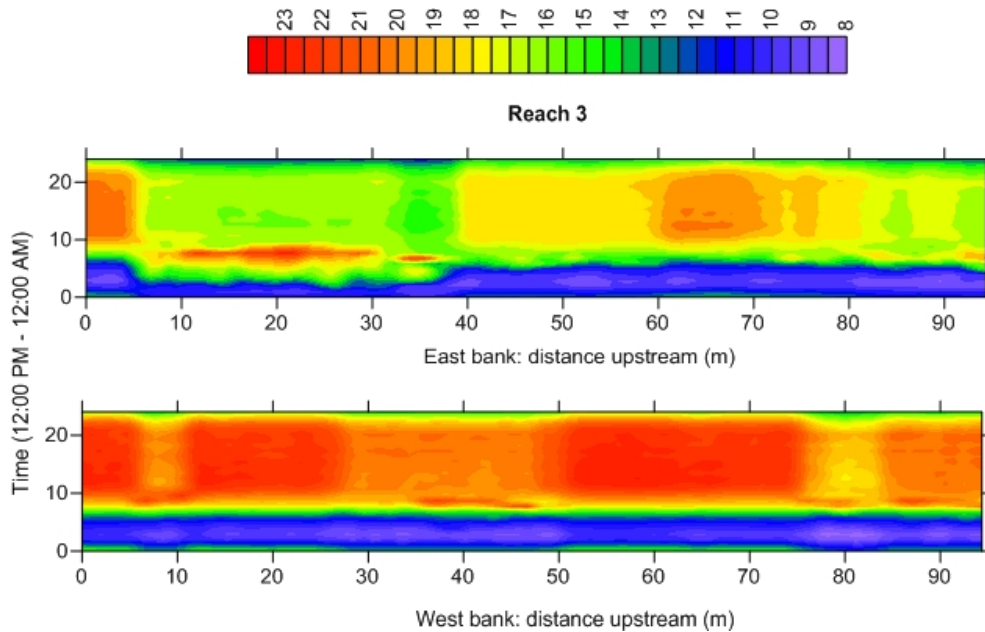 23 22 21 20 19 18 17 16 15 14 13 12 11 10 9 8
Reach 3
20
10
0
0 10 20 30 40 50 60 70 80 90
East bank: distance upstream (m)
Time (12:00 PM - 12:00 AM)
20
10
0
0 10 20 30 40 50 60 70 80 90
West bank: distance upstream (m)